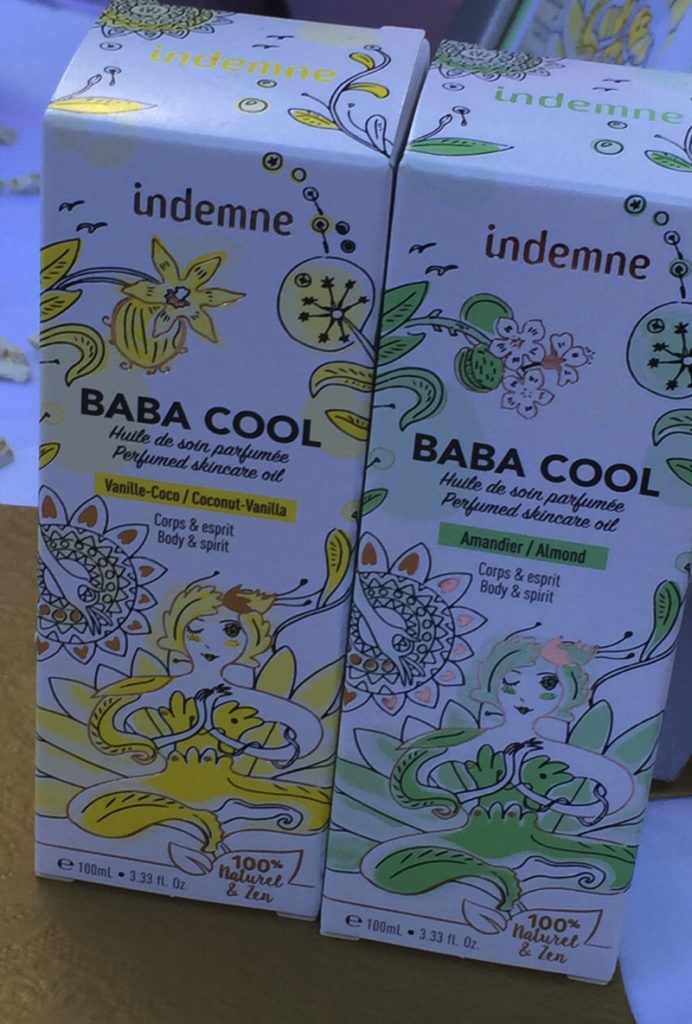 indemne
indemne
BABA COOL
Huile de soin parfumée
Perfumed skincare oil
Vanille-Coco / Coconut-Vanilla
Corps & esprit
Body & spirit
e 100mL • 3.33 fl. Oz.
100%
Naturel
& Zen
indemne
indemne
BABA COOL
Huile de soin parfumée
Perfumed skincare oil
Amandier / Almond
Corps & esprit
Body & spirit
e 100mL • 3.33 fl. Oz.
100%
Naturel
& Zen